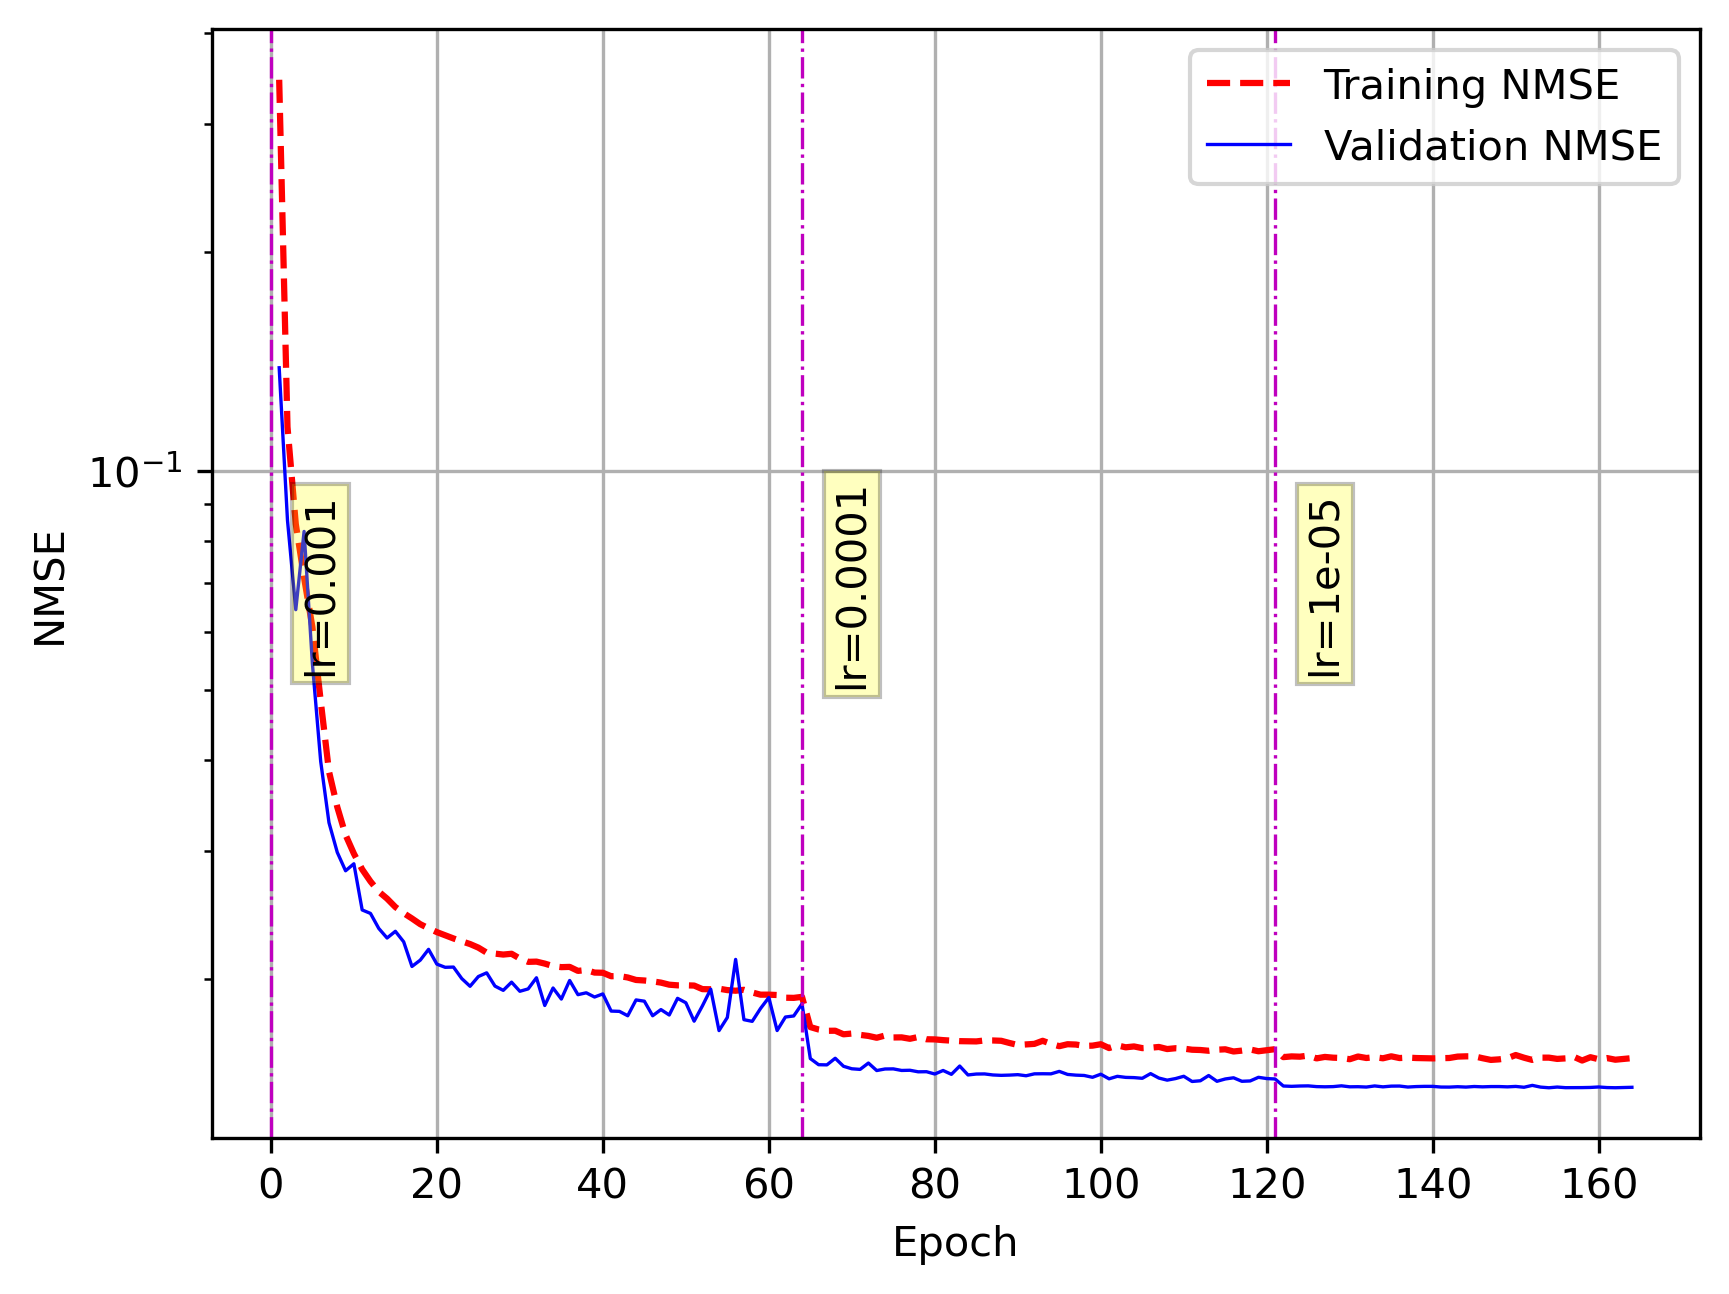 Training NMSE
Validation NMSE
10⁻¹
NMSE
lr=0.001
lr=0.0001
lr=1e-05
0 20 40 60 80 100 120 140 160
Epoch